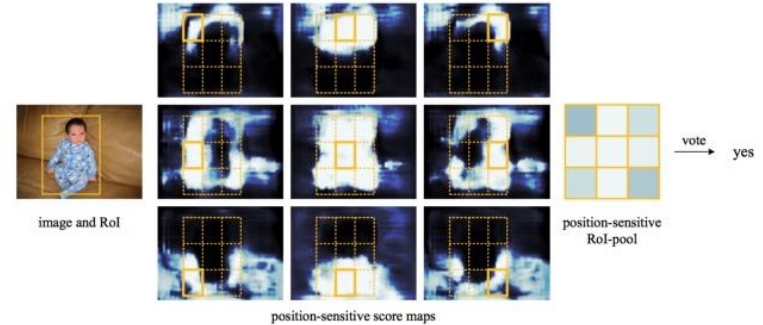 image and RoI
position-sensitive score maps
position-sensitive
RoI-pool
vote
yes